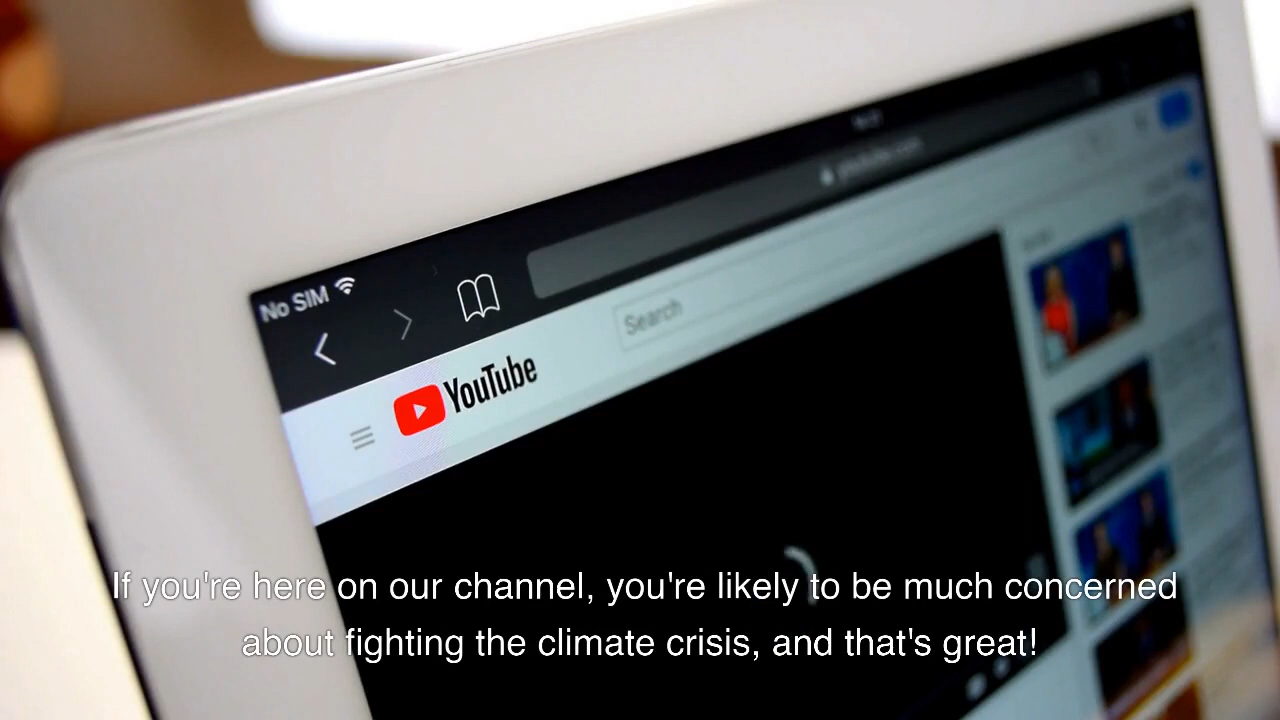 No SIM
Search
YouTube
If you're here on our channel, you're likely to be much concerned
about fighting the climate crisis, and that's great!